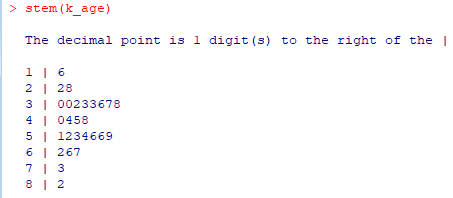 > stem(k_age)
The decimal point is 1 digit(s) to the right of the |
1 | 6
2 | 28
3 | 00233678
4 | 0458
5 | 1234669
6 | 267
7 | 3
8 | 2